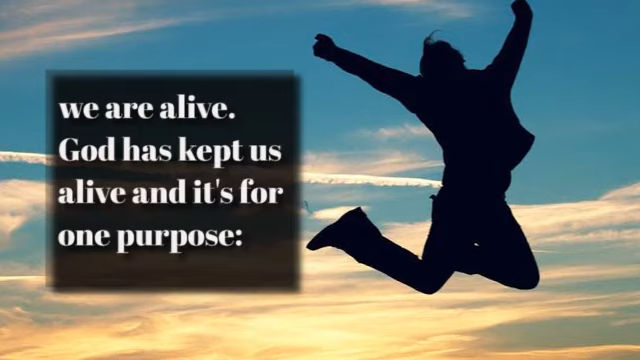 we are alive.
God has kept us
alive and it's for
one purpose: